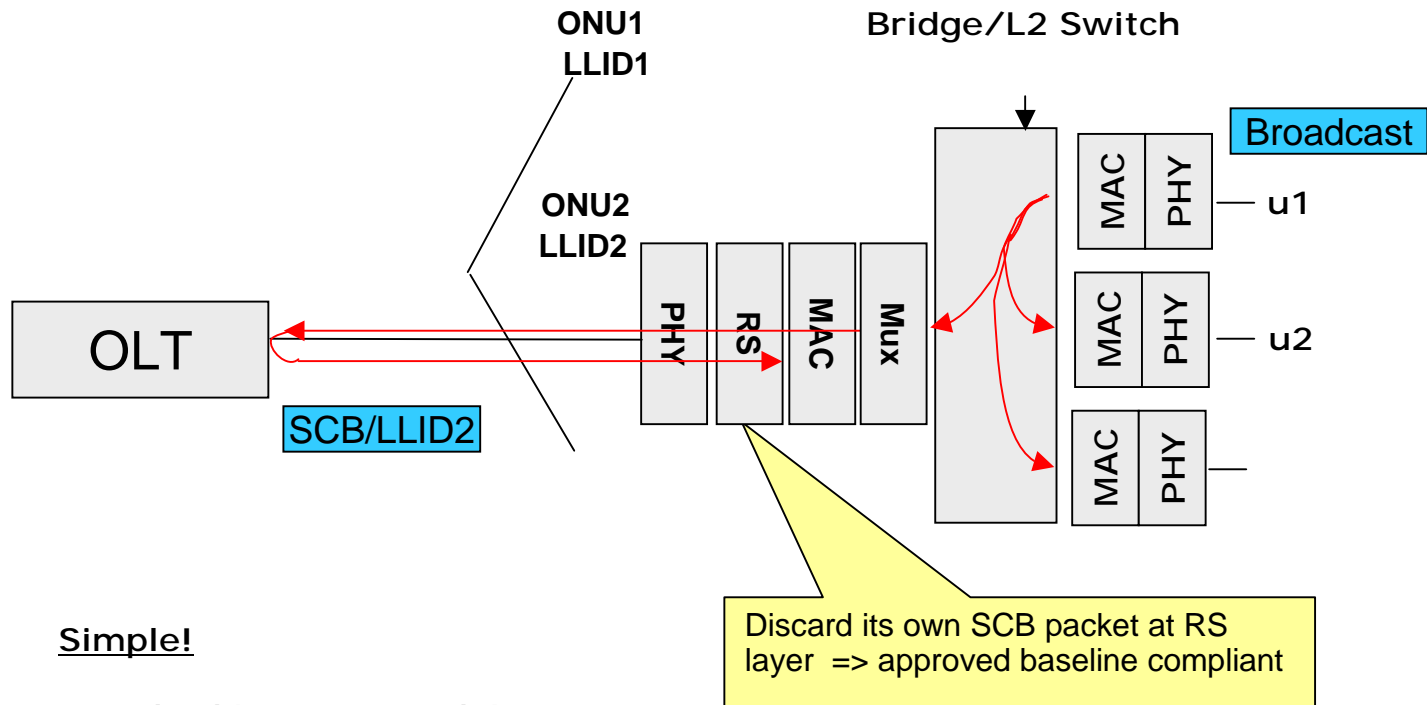 ONU1
LLID1
Bridge/L2 Switch
Broadcast
MAC
PHY
u1
ONU2
LLID2
PHY
RS
MAC
Mux
MAC
PHY
u2
OLT
SCB/LLID2
MAC
PHY
Simple!
Discard its own SCB packet at RS
layer => approved baseline compliant